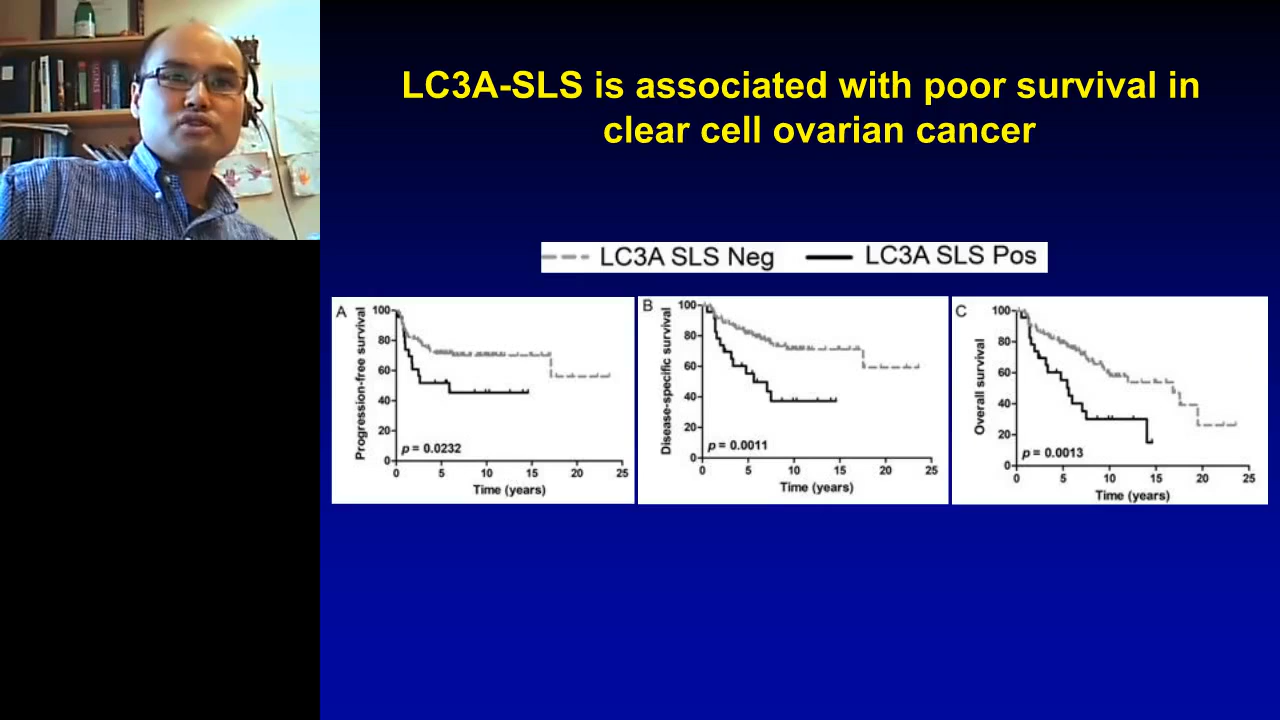 LC3A-SLS is associated with poor survival in
clear cell ovarian cancer
LC3A SLS Neg
LC3A SLS Pos
A
Progression-free survival
100
80
60
40
20
0
p = 0.0232
0 5 10 15 20 25
Time (years)
B
Disease-specific survival
100
80
60
40
20
0
p = 0.0011
0 5 10 15 20 25
Time (years)
C
Overall survival
100
80
60
40
20
0
p = 0.0013
0 5 10 15 20 25
Time (years)